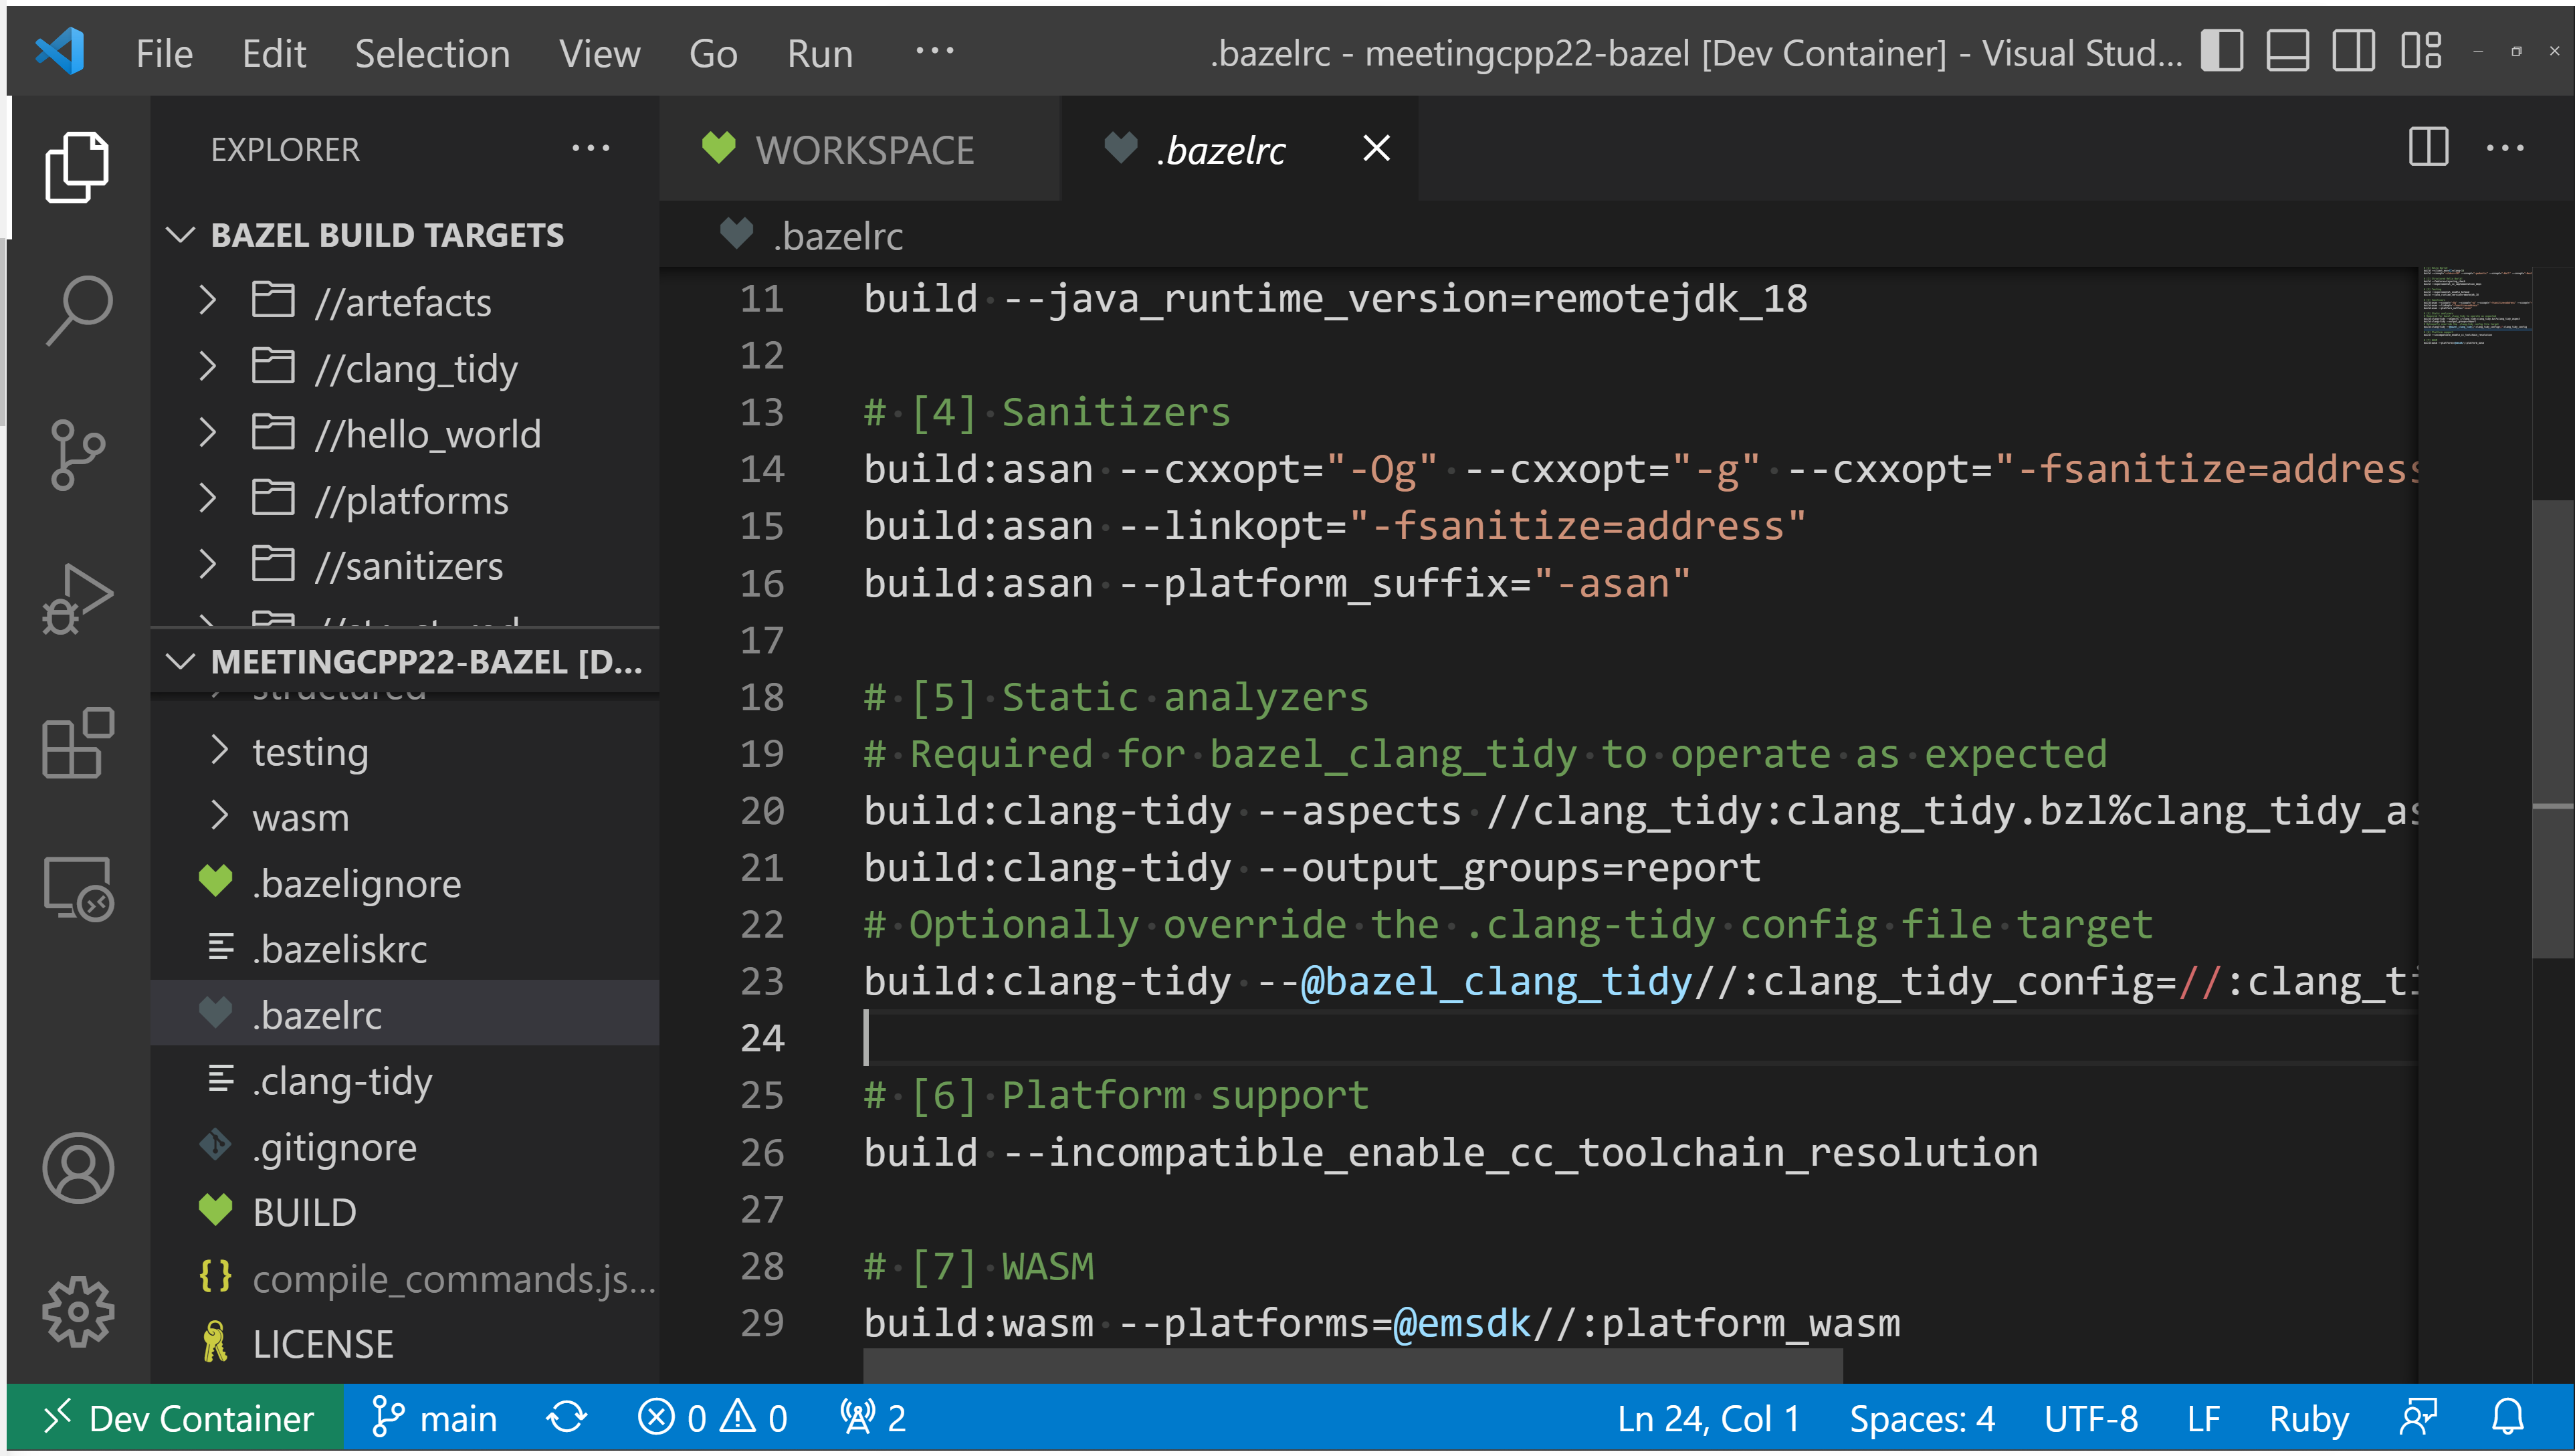 File Edit Selection View Go Run ··· .bazelrc - meetingcpp22-bazel [Dev Container] - Visual Stud...
EXPLORER ···
BAZEL BUILD TARGETS
//artefacts
//clang_tidy
//hello_world
//platforms
//sanitizers
//structured
MEETINGCPP22-BAZEL [D...
structured
testing
wasm
.bazelignore
.bazeliskrc
.bazelrc
.clang-tidy
.gitignore
BUILD
compile_commands.js...
LICENSE
WORKSPACE .bazelrc
.bazelrc
11 build --java_runtime_version=remotejdk_18
12
13 # [4] Sanitizers
14 build:asan --cxxopt="-Og" --cxxopt="-g" --cxxopt="-fsanitize=address
15 build:asan --linkopt="-fsanitize=address"
16 build:asan --platform_suffix="-asan"
17
18 # [5] Static analyzers
19 # Required for bazel_clang_tidy to operate as expected
20 build:clang-tidy --aspects //clang_tidy:clang_tidy.bzl%clang_tidy_as
21 build:clang-tidy --output_groups=report
22 # Optionally override the .clang-tidy config file target
23 build:clang-tidy --@bazel_clang_tidy//:clang_tidy_config=//:clang_ti
24
25 # [6] Platform support
26 build --incompatible_enable_cc_toolchain_resolution
27
28 # [7] WASM
29 build:wasm --platforms=@emsdk//:platform_wasm
Dev Container main 0 0 2 Ln 24, Col 1 Spaces: 4 UTF-8 LF Ruby